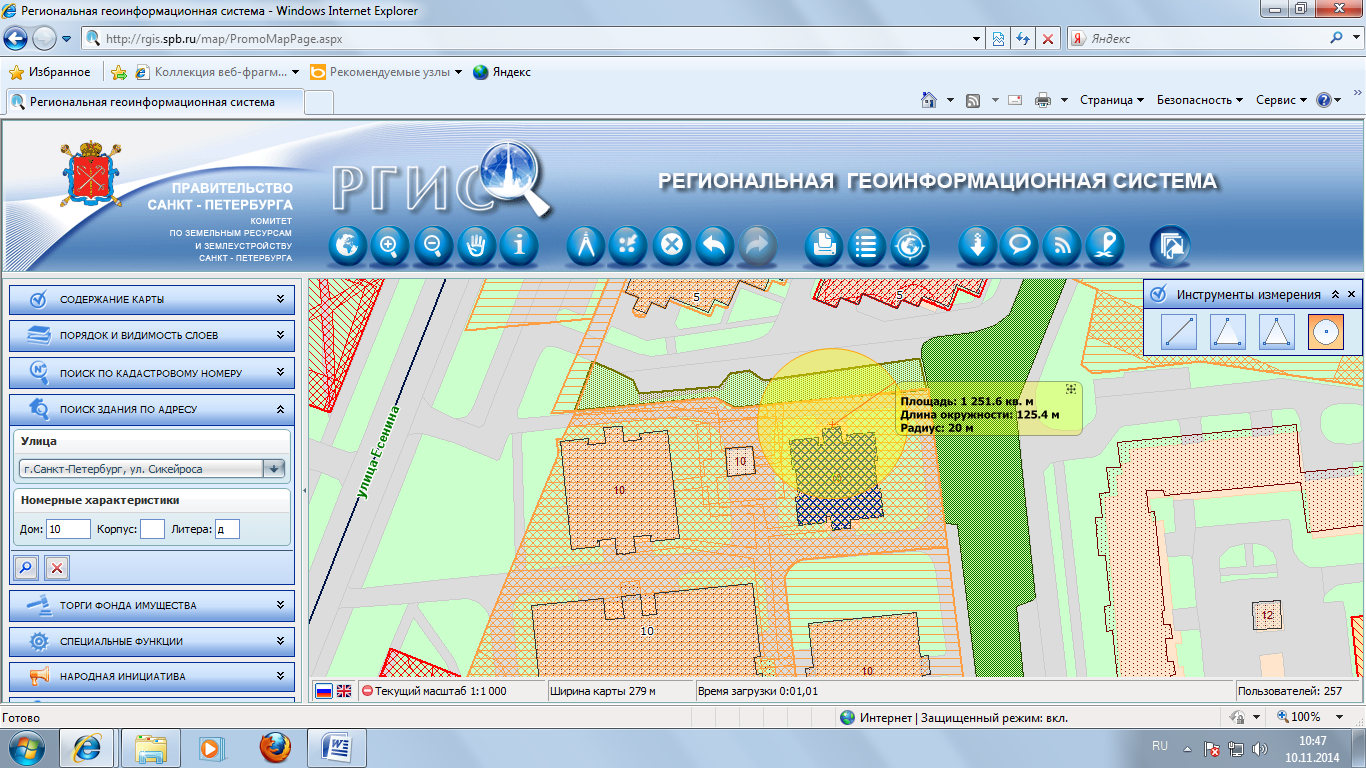 Региональная геоинформационная система - Windows Internet Explorer
http://rgis.spb.ru/map/PromoMapPage.aspx
Яндекс
Избранное
Коллекция веб-фрагм...
Рекомендуемые узлы
Яндекс
Региональная геоинформационная система
Страница
Безопасность
Сервис
ПРАВИТЕЛЬСТВО
САНКТ - ПЕТЕРБУРГА
КОМИТЕТ
ПО ЗЕМЕЛЬНЫМ РЕСУРСАМ
И ЗЕМЛЕУСТРОЙСТВУ
САНКТ - ПЕТЕРБУРГА
РГИС
РЕГИОНАЛЬНАЯ ГЕОИНФОРМАЦИОННАЯ СИСТЕМА
СОДЕРЖАНИЕ КАРТЫ
ПОРЯДОК И ВИДИМОСТЬ СЛОЕВ
ПОИСК ПО КАДАСТРОВОМУ НОМЕРУ
ПОИСК ЗДАНИЯ ПО АДРЕСУ
Улица
г.Санкт-Петербург, ул. Сикейроса
Номерные характеристики
Дом: 10 Корпус: Литера: д
ТОРГИ ФОНДА ИМУЩЕСТВА
СПЕЦИАЛЬНЫЕ ФУНКЦИИ
НАРОДНАЯ ИНИЦИАТИВА
Инструменты измерения
5
5
улица Есенина
Площадь: 1 251.6 кв. м
Длина окружности: 125.4 м
Радиус: 20 м
10
10
10
10
12
Текущий масштаб 1:1 000
Ширина карты 279 м
Время загрузки 0:01,01
Пользователей: 257
Готово
Интернет | Защищенный режим: вкл.
100%
RU
10:47
10.11.2014